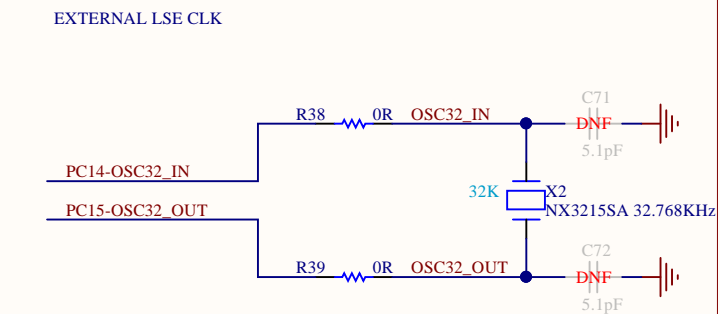 EXTERNAL LSE CLK
C71
R38 0R OSC32_IN
DNF
5.1pF
PC14-OSC32_IN
32K X2
PC15-OSC32_OUT
NX3215SA 32.768KHz
C72
R39 0R OSC32_OUT
DNF
5.1pF